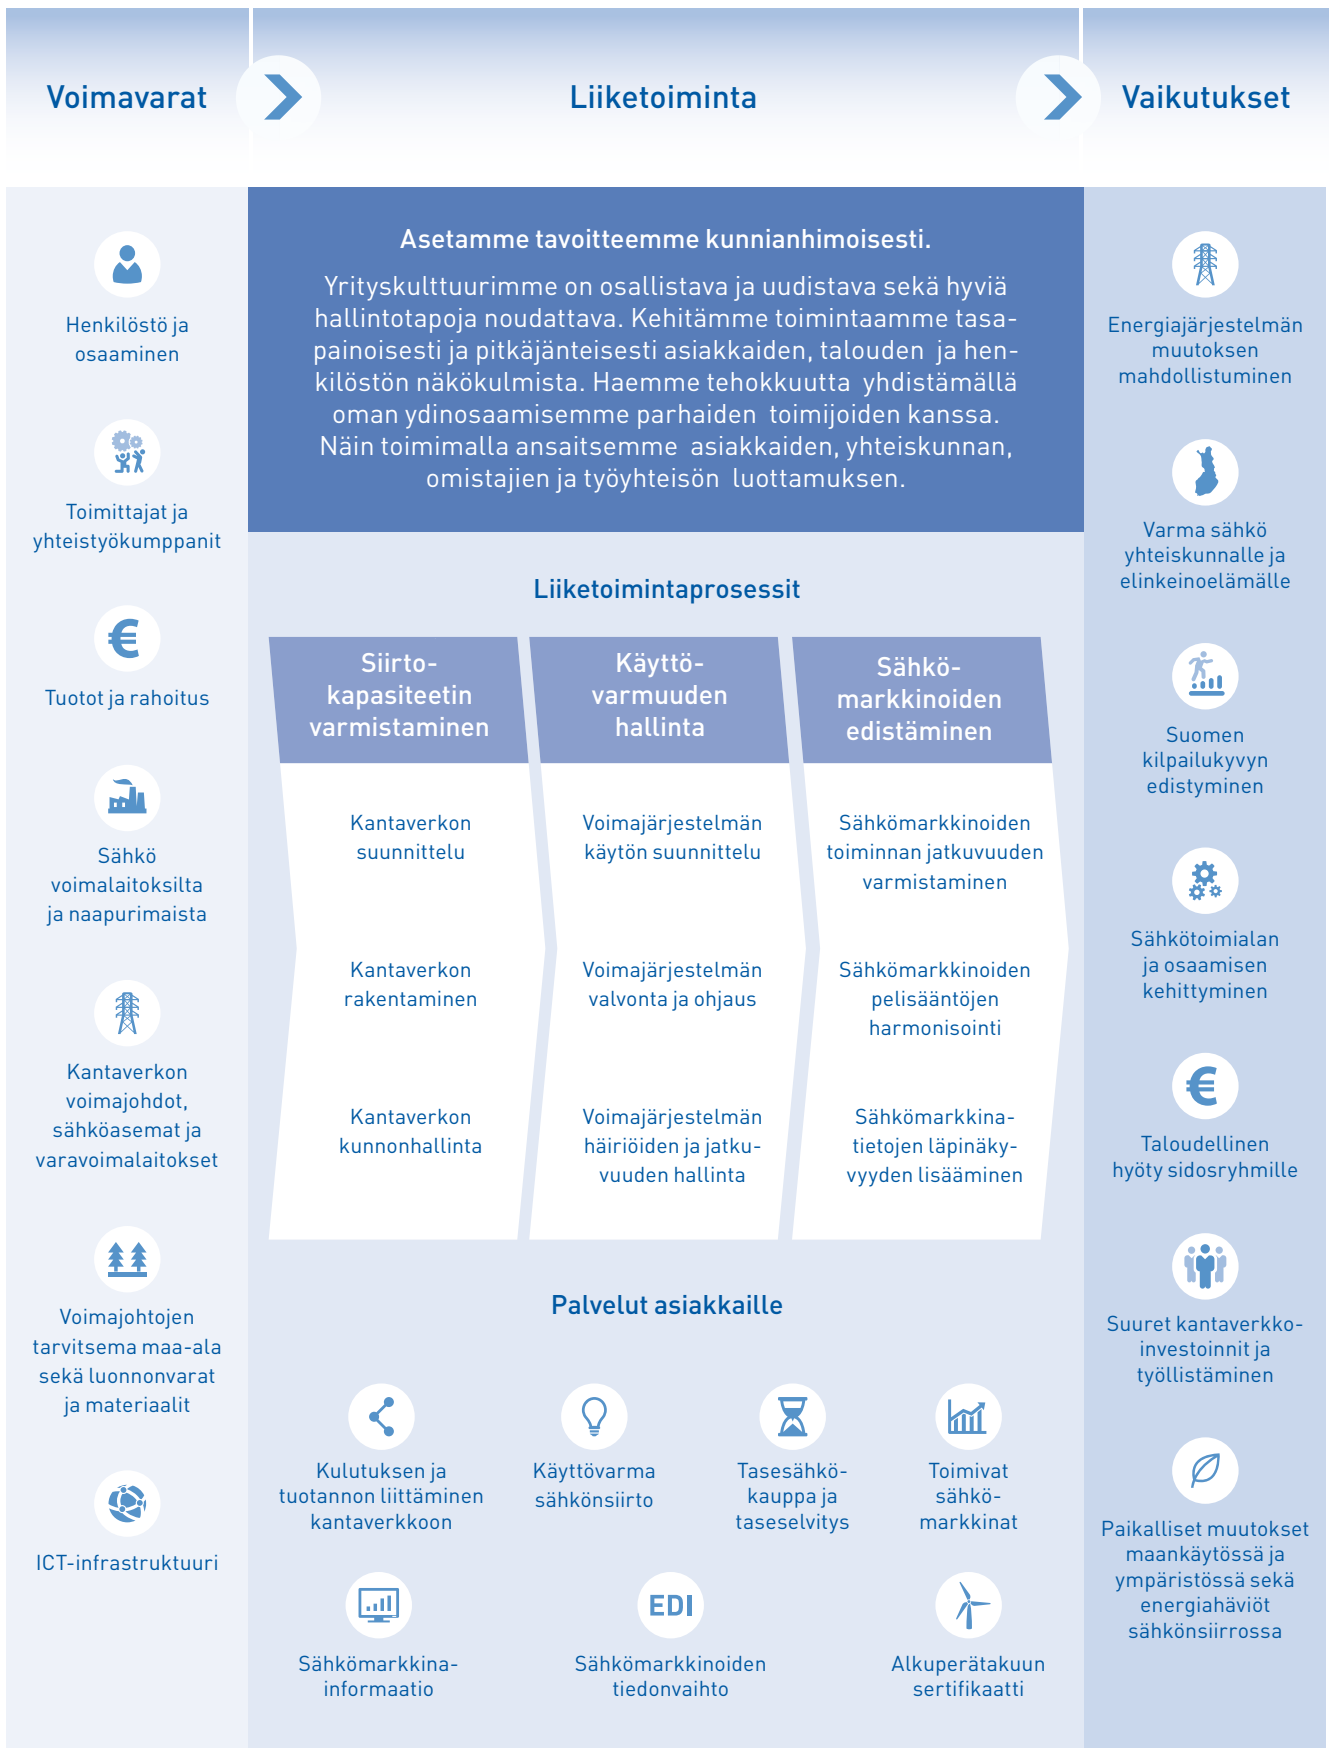 Voimavarat
Liiketoiminta
Vaikutukset
Henkilöstö ja
osaaminen
Toimittajat ja
yhteistyökumppanit
Tuotot ja rahoitus
Sähkö
voimalaitoksilta
ja naapurimaista
Kantaverkon
voimajohdot,
sähköasemat ja
varavoimalaitokset
Voimajohtojen
tarvitsema maa-ala
sekä luonnonvarat
ja materiaalit
ICT-infrastruktuuri
Asetamme tavoitteemme kunnianhimoisesti.
Yrityskulttuurimme on osallistava ja uudistava sekä hyviä
hallintotapoja noudattava. Kehitämme toimintaamme tasa-
painoisesti ja pitkäjänteisesti asiakkaiden, talouden ja hen-
kilöstön näkökulmista. Haemme tehokkuutta yhdistämällä
oman ydinosaamisemme parhaiden toimijoiden kanssa.
Näin toimimalla ansaitsemme asiakkaiden, yhteiskunnan,
omistajien ja työyhteisön luottamuksen.
Liiketoimintaprosessit
Siirto-
kapasiteetin
varmistaminen
Kantaverkon
suunnittelu
Kantaverkon
rakentaminen
Kantaverkon
kunnonhallinta
Käyttö-
varmuuden
hallinta
Voimajärjestelmän
käytön suunnittelu
Voimajärjestelmän
valvonta ja ohjaus
Voimajärjestelmän
häiriöiden ja jatku-
vuuden hallinta
Sähkö-
markkinoiden
edistäminen
Sähkömarkkinoiden
toiminnan jatkuvuuden
varmistaminen
Sähkömarkkinoiden
pelisääntöjen
harmonisointi
Sähkömarkkina-
tietojen läpinäky-
vyyden lisääminen
Palvelut asiakkaille
Kulutuksen ja
tuotannon liittäminen
kantaverkkoon
Käyttövarma
sähkönsiirto
Tasesähkö-
kauppa ja
taseselvitys
Toimivat
sähkö-
markkinat
Sähkömarkkina-
informaatio
EDI
Sähkömarkkinoiden
tiedonvaihto
Alkuperätakuun
sertifikaatti
Energiajärjestelmän
muutoksen
mahdollistuminen
Varma sähkö
yhteiskunnalle ja
elinkeinoelämälle
Suomen
kilpailukyvyn
edistyminen
Sähkötoimialan
ja osaamisen
kehittyminen
Taloudellinen
hyöty sidosryhmille
Suuret kantaverkko-
investoinnit ja
työllistäminen
Paikalliset muutokset
maankäytössä ja
ympäristössä sekä
energiahäviöt
sähkönsiirrossa